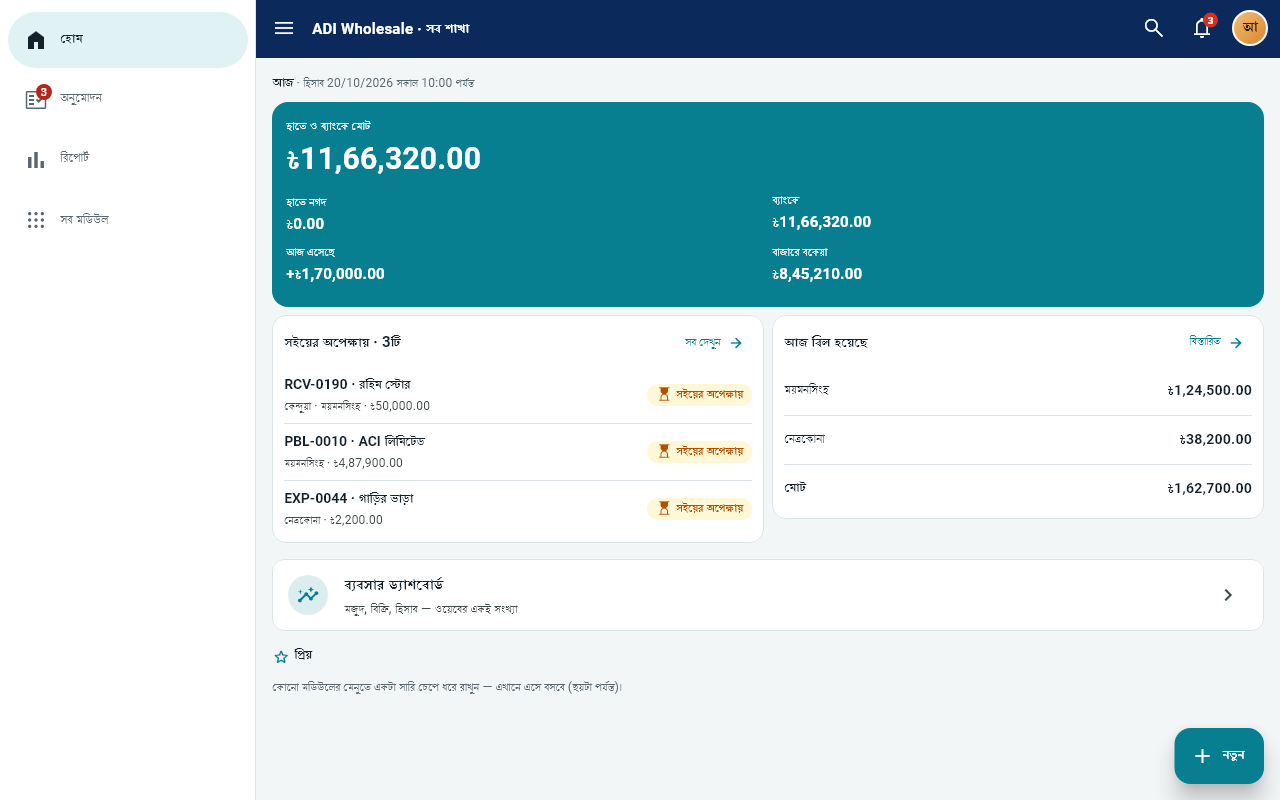 হোম
3
অনুমোদন
রিপোর্ট
সব মডিউল
ADI Wholesale · সব শাখা
3
আ
আজ · হিসাব 20/10/2026 সকাল 10:00 পর্যন্ত
হাতে ও ব্যাংকে মোট
৳11,66,320.00
হাতে নগদ
৳0.00
ব্যাংকে
৳11,66,320.00
আজ এসেছে
+৳1,70,000.00
বাজারে বকেয়া
৳8,45,210.00
সইয়ের অপেক্ষায় · 3টি
সব দেখুন
RCV-0190 · রহিম স্টোর
কেন্দুয়া · ময়মনসিংহ · ৳50,000.00
সইয়ের অপেক্ষায়
PBL-0010 · ACI লিমিটেড
ময়মনসিংহ · ৳4,87,900.00
সইয়ের অপেক্ষায়
EXP-0044 · গাড়ির ভাড়া
নেত্রকোনা · ৳2,200.00
সইয়ের অপেক্ষায়
আজ বিল হয়েছে
বিস্তারিত
ময়মনসিংহ
৳1,24,500.00
নেত্রকোনা
৳38,200.00
মোট
৳1,62,700.00
ব্যবসার ড্যাশবোর্ড
মজুদ, বিক্রি, হিসাব — ওয়েবের একই সংখ্যা
প্রিয়
কোনো মডিউলের মেনুতে একটা সারি চেপে ধরে রাখুন — এখানে এসে বসবে (ছয়টা পর্যন্ত)।
নতুন